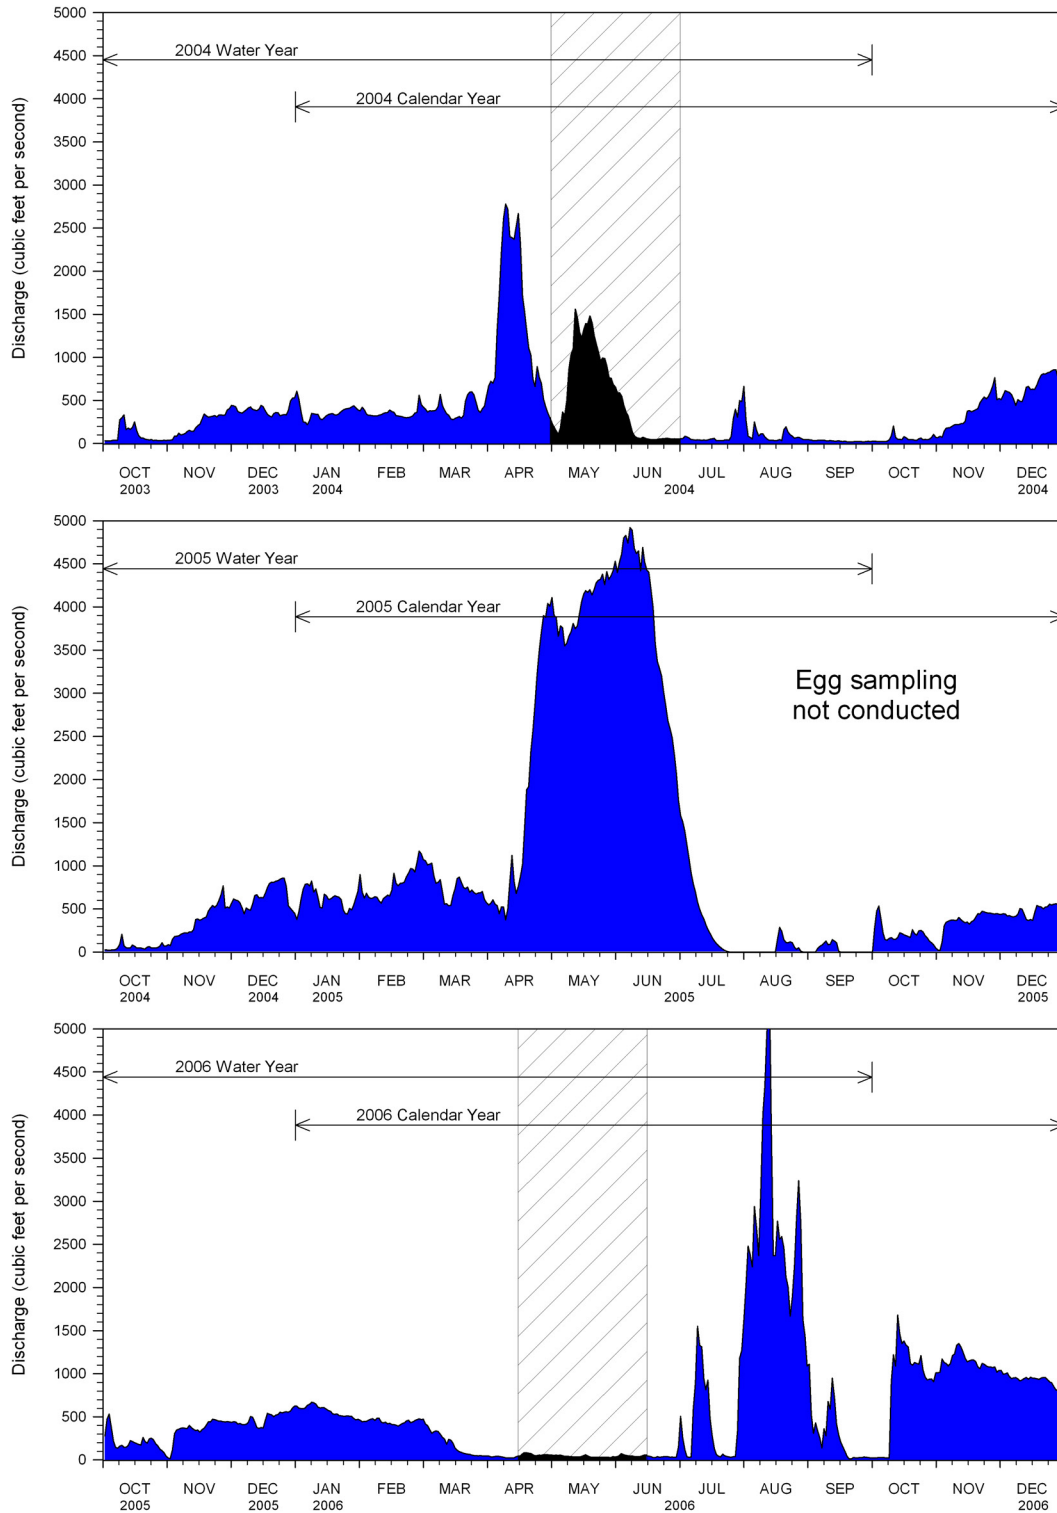 5000
4500
4000
3500
3000
2500
2000
1500
1000
500
0
Discharge (cubic feet per second)
2004 Water Year
2004 Calendar Year
OCT NOV DEC JAN FEB MAR APR MAY JUN JUL AUG SEP OCT NOV DEC
2003 2003 2004 2004 2004
5000
4500
4000
3500
3000
2500
2000
1500
1000
500
0
Discharge (cubic feet per second)
2005 Water Year
2005 Calendar Year
Egg sampling
not conducted
OCT NOV DEC JAN FEB MAR APR MAY JUN JUL AUG SEP OCT NOV DEC
2004 2004 2005 2005 2005
5000
4500
4000
3500
3000
2500
2000
1500
1000
500
0
Discharge (cubic feet per second)
2006 Water Year
2006 Calendar Year
OCT NOV DEC JAN FEB MAR APR MAY JUN JUL AUG SEP OCT NOV DEC
2005 2005 2006 2006 2006